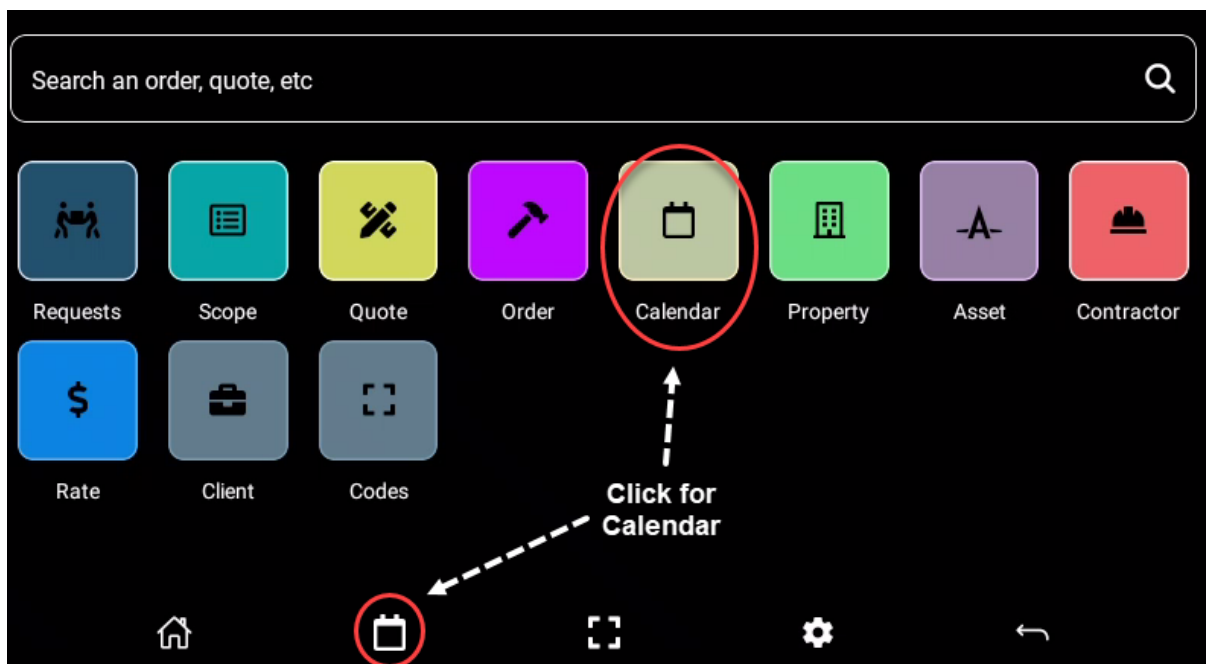 Search an order, quote, etc
Requests
Scope
Quote
Order
Calendar
Property
Asset
Contractor
Rate
Client
Codes
Click for
Calendar